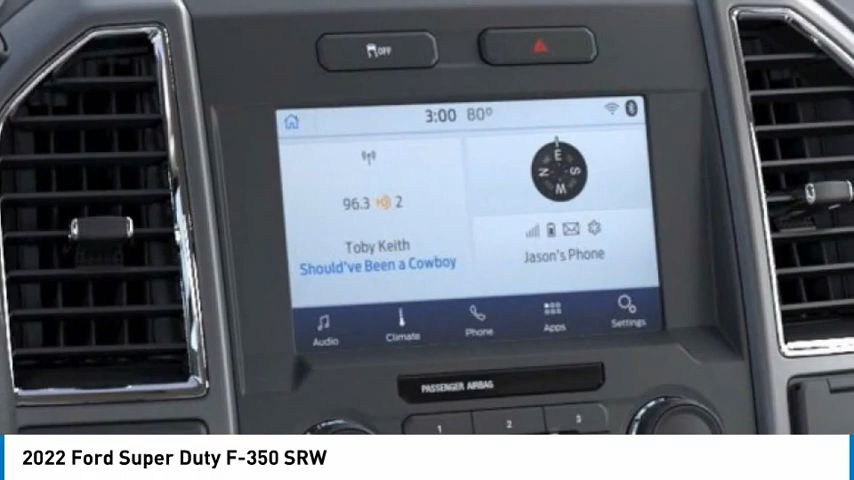 OFF
3:00 80°
96.3 2
Toby Keith
Should've Been a Cowboy
E
N S
W
Jason's Phone
Audio Climate Phone Apps Settings
PASSENGER AIRBAG
1 2 3
2022 Ford Super Duty F-350 SRW